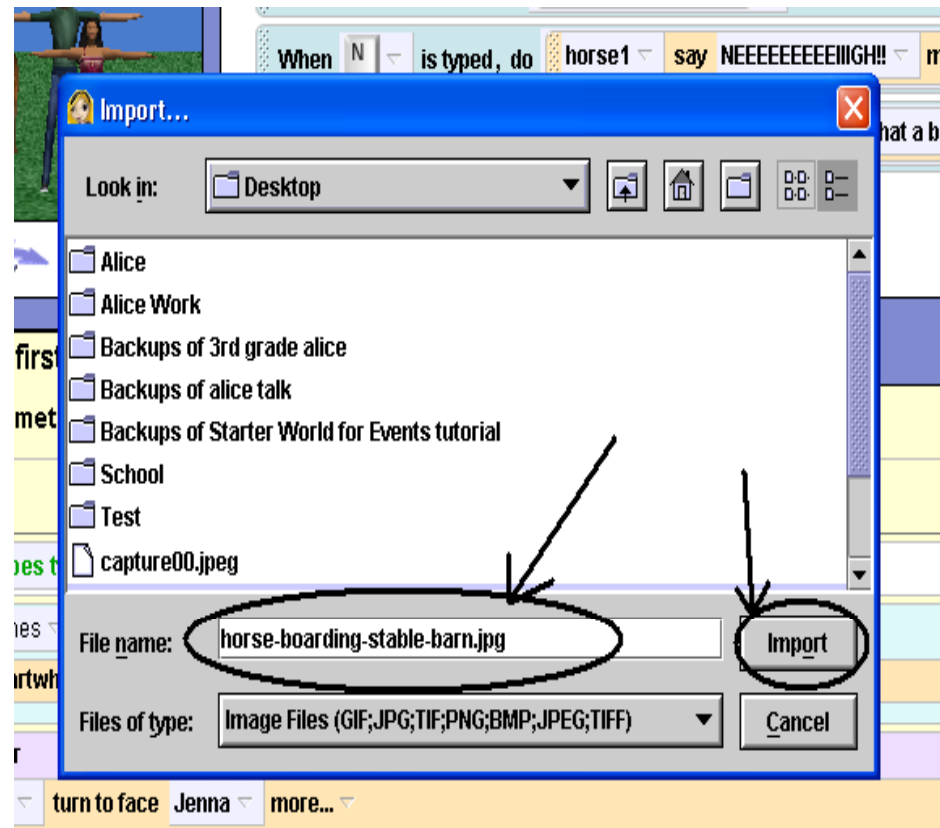 When N is typed, do horse1 say NEEEEEEEEEIIIGH!!
Import...
hat a b
Look in: Desktop
Alice
Alice Work
Backups of 3rd grade alice
Backups of alice talk
Backups of Starter World for Events tutorial
School
Test
capture00.jpeg
first
met
pes t
nes
artwh
File name: horse-boarding-stable-barn.jpg Import
Files of type: Image Files (GIF;JPG;TIF;PNG;BMP;JPEG;TIFF) Cancel
turn to face Jenna more...